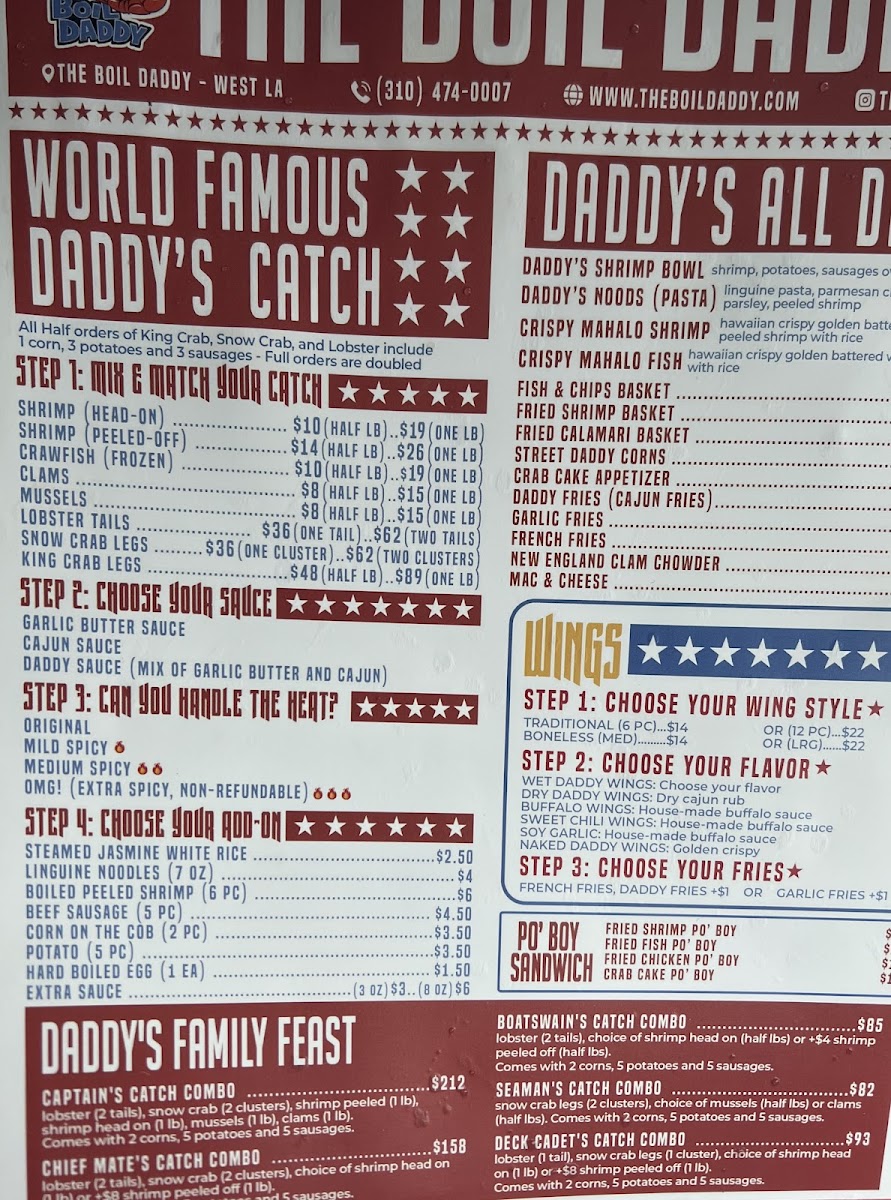 BOIL
DADDY
THE BOIL DADDY - WEST LA
(310) 474-0007
WWW.THEBOILDADDY.COM
WORLD FAMOUS
DADDY'S CATCH
All Half orders of King Crab, Snow Crab, and Lobster include
1 corn, 3 potatoes and 3 sausages - Full orders are doubled
STEP 1: MIX & MATCH YOUR CATCH
SHRIMP (HEAD-ON) .......................... $10(HALF LB)..$19(ONE LB)
SHRIMP (PEELED-OFF) .................... $14(HALF LB)..$26(ONE LB)
CRAWFISH (FROZEN) ........................ $10(HALF LB)..$19(ONE LB)
CLAMS ................................................ $8(HALF LB)..$15(ONE LB)
MUSSELS ............................................ $8(HALF LB)..$15(ONE LB)
LOBSTER TAILS ........................ $36(ONE TAIL)..$62(TWO TAILS)
SNOW CRAB LEGS .........$36(ONE CLUSTER)..$62(TWO CLUSTERS)
KING CRAB LEGS ..............................$48(HALF LB)..$89(ONE LB)
STEP 2: CHOOSE YOUR SAUCE
GARLIC BUTTER SAUCE
CAJUN SAUCE
DADDY SAUCE (MIX OF GARLIC BUTTER AND CAJUN)
STEP 3: CAN YOU HANDLE THE HEAT?
ORIGINAL
MILD SPICY
MEDIUM SPICY
OMG! (EXTRA SPICY, NON-REFUNDABLE)
STEP 4: CHOOSE YOUR ADD-ON
STEAMED JASMINE WHITE RICE ........................................$2.50
LINGUINE NOODLES (7 OZ) ..................................................$4
BOILED PEELED SHRIMP (6 PC) ..........................................$6
BEEF SAUSAGE (5 PC) ......................................................$4.50
CORN ON THE COB (2 PC) ..................................................$3.50
POTATO (5 PC) ..................................................................$3.50
HARD BOILED EGG (1 EA) ..................................................$1.50
EXTRA SAUCE ................................................(3 OZ)$3..(8 OZ)$6
DADDY'S SHRIMP BOWL shrimp, potatoes, sausages
DADDY'S NOODS (PASTA) linguine pasta, parmesan
parsley, peeled shrimp
CRISPY MAHALO SHRIMP hawaiian crispy golden
peeled shrimp with rice
CRISPY MAHALO FISH hawaiian crispy golden battered
with rice
FISH & CHIPS BASKET
FRIED SHRIMP BASKET
FRIED CALAMARI BASKET
STREET DADDY CORNS
CRAB CAKE APPETIZER
DADDY FRIES (CAJUN FRIES)
GARLIC FRIES
FRENCH FRIES
NEW ENGLAND CLAM CHOWDER
MAC & CHEESE
WINGS
STEP 1: CHOOSE YOUR WING STYLE
TRADITIONAL (6 PC)...$14 OR (12 PC)...$22
BONELESS (MED).........$14 OR (LRG)......$22
STEP 2: CHOOSE YOUR FLAVOR
WET DADDY WINGS: Choose your flavor
DRY DADDY WINGS: Dry cajun rub
BUFFALO WINGS: House-made buffalo sauce
SWEET CHILI WINGS: House-made buffalo sauce
SOY GARLIC: House-made buffalo sauce
NAKED DADDY WINGS: Golden crispy
STEP 3: CHOOSE YOUR FRIES
FRENCH FRIES, DADDY FRIES +$1 OR GARLIC FRIES +$1
PO' BOY
SANDWICH
FRIED SHRIMP PO' BOY
FRIED FISH PO' BOY
FRIED CHICKEN PO' BOY
CRAB CAKE PO' BOY
DADDY'S FAMILY FEAST
CAPTAIN'S CATCH COMBO ..................................$212
lobster (2 tails), snow crab (2 clusters), shrimp peeled (1 lb),
shrimp head on (1 lb), mussels (1 lb), clams (1 lb).
Comes with 2 corns, 5 potatoes and 5 sausages.
CHIEF MATE'S CATCH COMBO ..............................$158
lobster (2 tails), snow crab (2 clusters), choice of shrimp head on
(1 lb) or +$8 shrimp peeled off (1 lb).
and 5 sausages.
BOATSWAIN'S CATCH COMBO ..............................$85
lobster (2 tails), choice of shrimp head on (half lbs) or +$4 shrimp
peeled off (half lbs).
Comes with 2 corns, 5 potatoes and 5 sausages.
SEAMAN'S CATCH COMBO ..................................$82
snow crab legs (2 clusters), choice of mussels (half lbs) or clams
(half lbs). Comes with 2 corns, 5 potatoes and 5 sausages.
DECK CADET'S CATCH COMBO ..............................$93
lobster (1 tail), snow crab legs (1 cluster), choice of shrimp head
on (1 lb) or +$8 shrimp peeled off (1 lb).
Comes with 2 corns, 5 potatoes and 5 sausages.